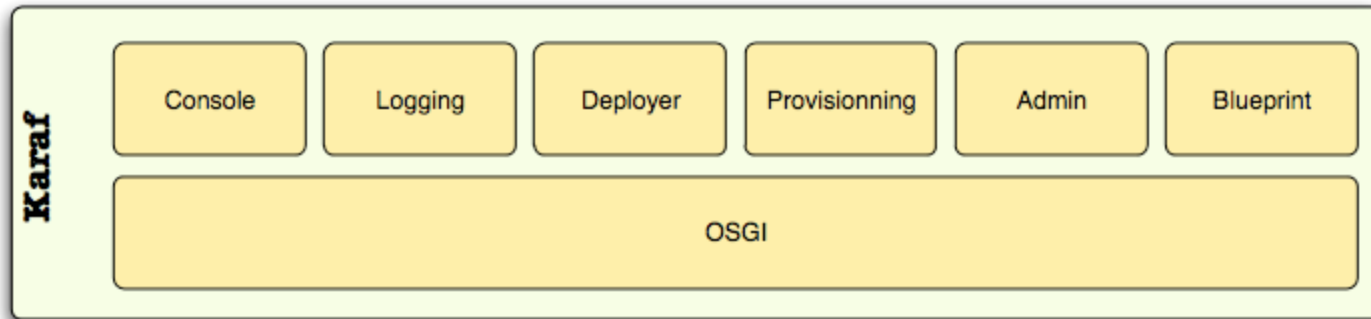 Karaf
Console
Logging
Deployer
Provisionning
Admin
Blueprint
OSGI